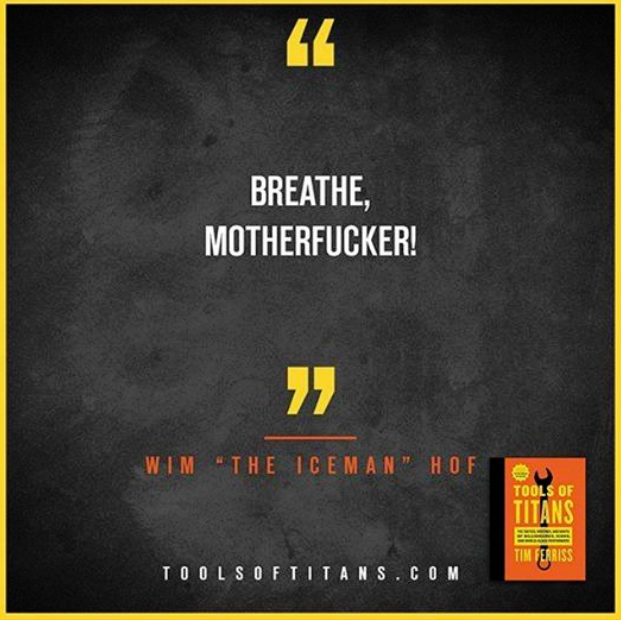 “
BREATHE,
MOTHERFUCKER!
”
WIM “THE ICEMAN” HOF
TOOLS OF
TITANS
TIM FERRISS
TOOLSOFTITANS.COM